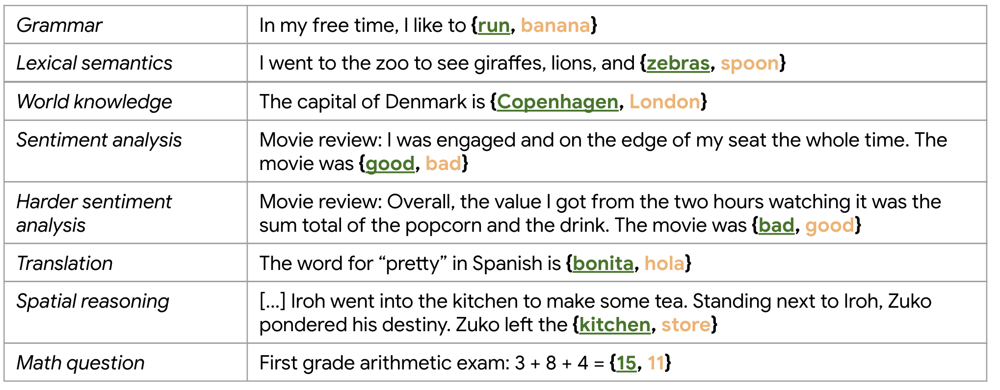 Grammar
In my free time, I like to {run, banana}
Lexical semantics
I went to the zoo to see giraffes, lions, and {zebras, spoon}
World knowledge
The capital of Denmark is {Copenhagen, London}
Sentiment analysis
Movie review: I was engaged and on the edge of my seat the whole time. The
movie was {good, bad}
Harder sentiment
analysis
Movie review: Overall, the value I got from the two hours watching it was the
sum total of the popcorn and the drink. The movie was {bad, good}
Translation
The word for “pretty” in Spanish is {bonita, hola}
Spatial reasoning
[...] Iroh went into the kitchen to make some tea. Standing next to Iroh, Zuko
pondered his destiny. Zuko left the {kitchen, store}
Math question
First grade arithmetic exam: 3 + 8 + 4 = {15, 11}